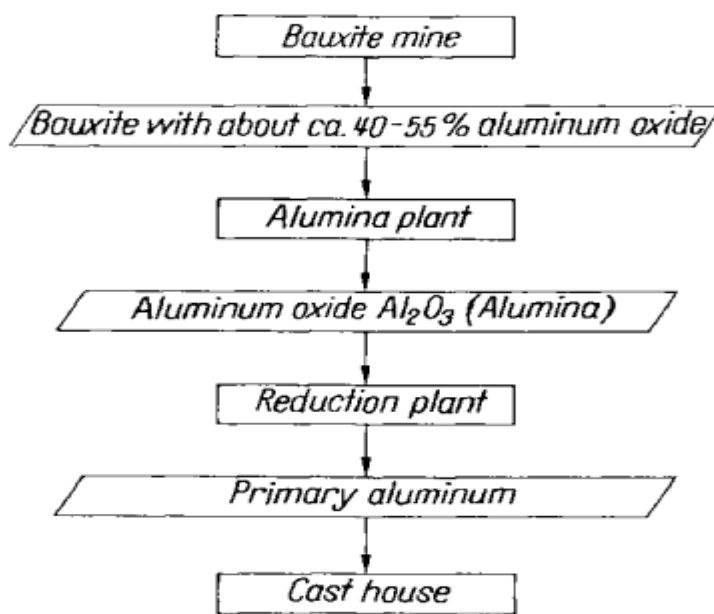 Bauxite mine
Bauxite with about ca. 40-55% aluminum oxide
Alumina plant
Aluminum oxide Al₂O₃ (Alumina)
Reduction plant
Primary aluminum
Cast house